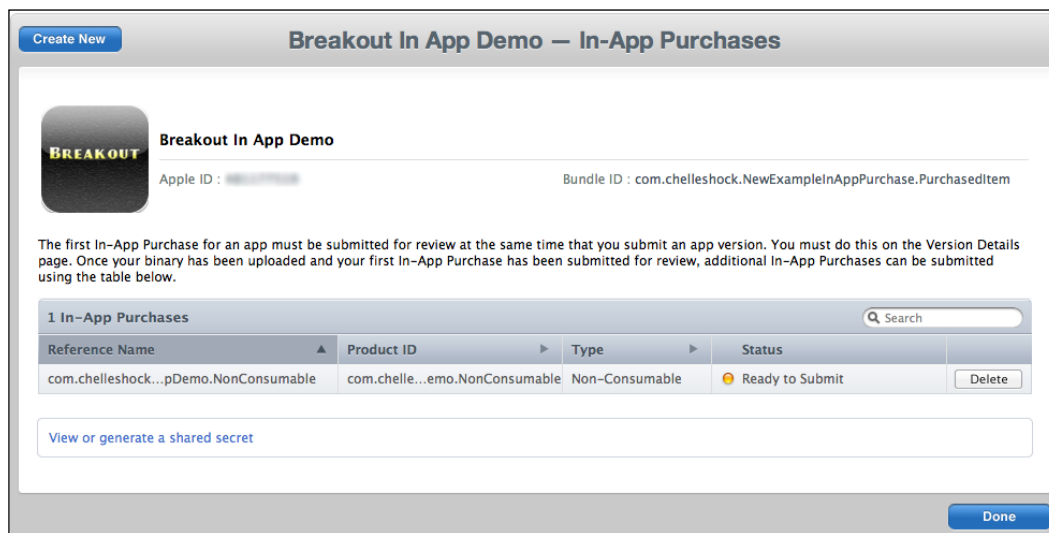 Create New
Breakout In App Demo — In-App Purchases
BREAKOUT
Breakout In App Demo
Apple ID :
Bundle ID : com.chelleshock.NewExampleInAppPurchase.PurchasedItem
The first In-App Purchase for an app must be submitted for review at the same time that you submit an app version. You must do this on the Version Details
page. Once your binary has been uploaded and your first In-App Purchase has been submitted for review, additional In-App Purchases can be submitted
using the table below.
1 In-App Purchases
Search
Reference Name Product ID Type Status
com.chelleshock...pDemo.NonConsumable com.chelle...emo.NonConsumable Non-Consumable Ready to Submit Delete
View or generate a shared secret
Done